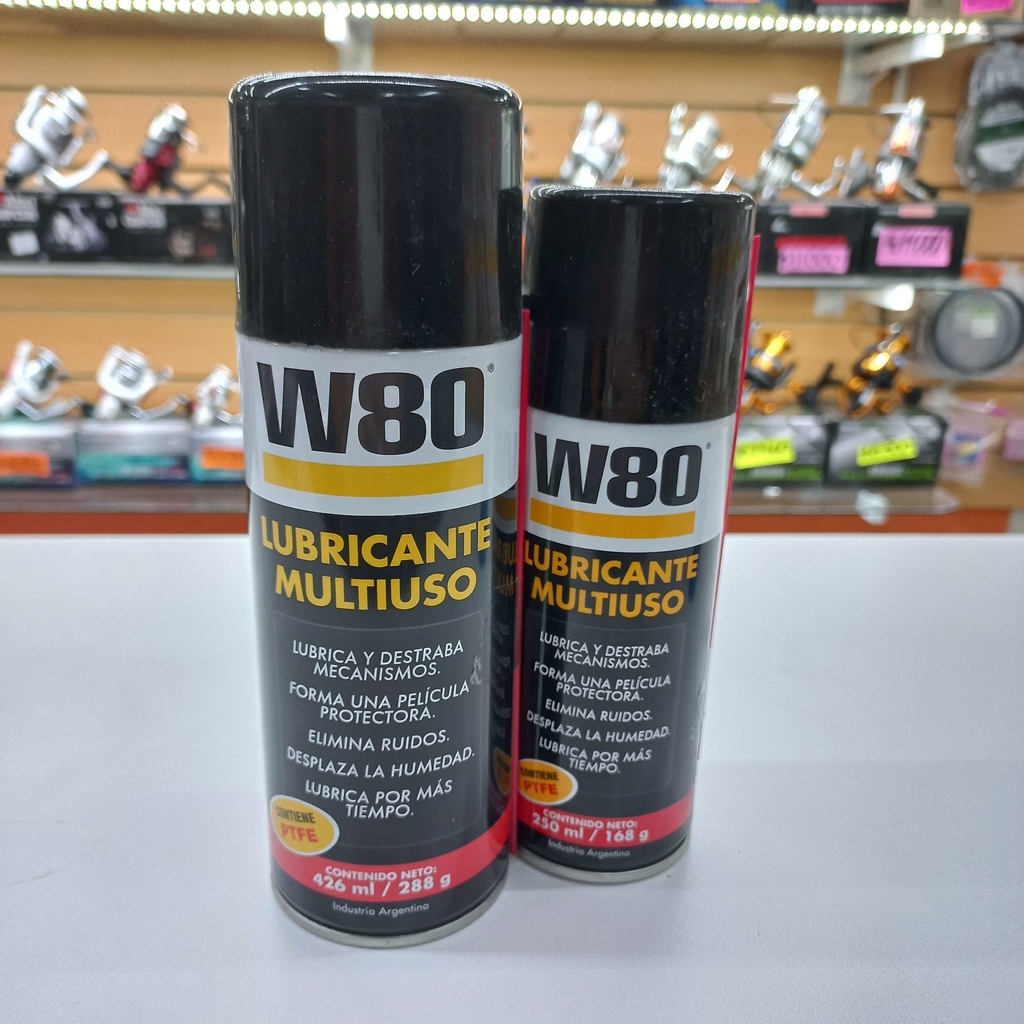 W80®
LUBRICANTE
MULTIUSO
LUBRICA Y DESTRABA
MECANISMOS.
FORMA UNA PELÍCULA
PROTECTORA.
ELIMINA RUIDOS.
DESPLAZA LA HUMEDAD.
LUBRICA POR MÁS
TIEMPO.
CONTIENE
PTFE
CONTENIDO NETO:
426 ml / 288 g
Industria Argentina
W80®
LUBRICANTE
MULTIUSO
LUBRICA Y DESTRABA
MECANISMOS.
FORMA UNA PELÍCULA
PROTECTORA.
ELIMINA RUIDOS.
DESPLAZA LA HUMEDAD.
LUBRICA POR MÁS
TIEMPO.
CONTIENE
PTFE
CONTENIDO NETO:
250 ml / 168 g
Industria Argentina